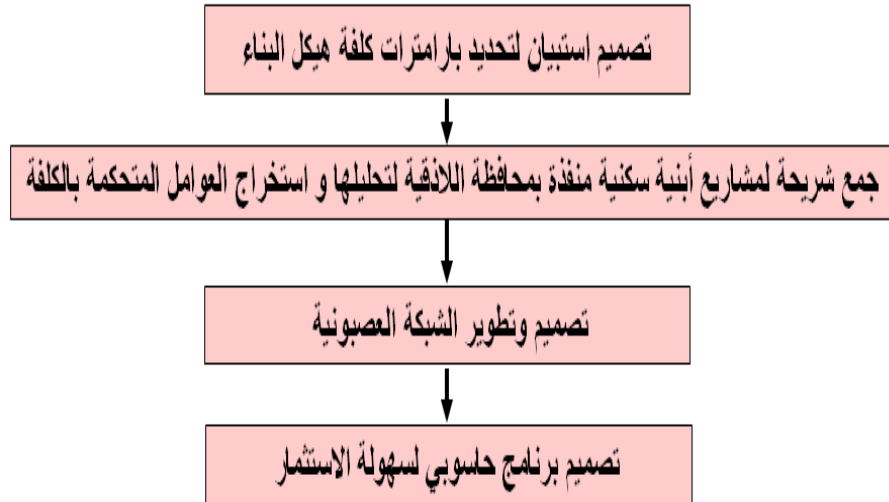 تصميم استبيان لتحديد بارامترات كلفة هيكل البناء
جمع شريحة لمشاريع أبنية سكنية منفذة بمحافظة اللاذقية لتحليلها و استخراج العوامل المتحكمة بالكلفة
تصميم وتطوير الشبكة العصبونية
تصميم برنامج حاسوبي لسهولة الاستثمار